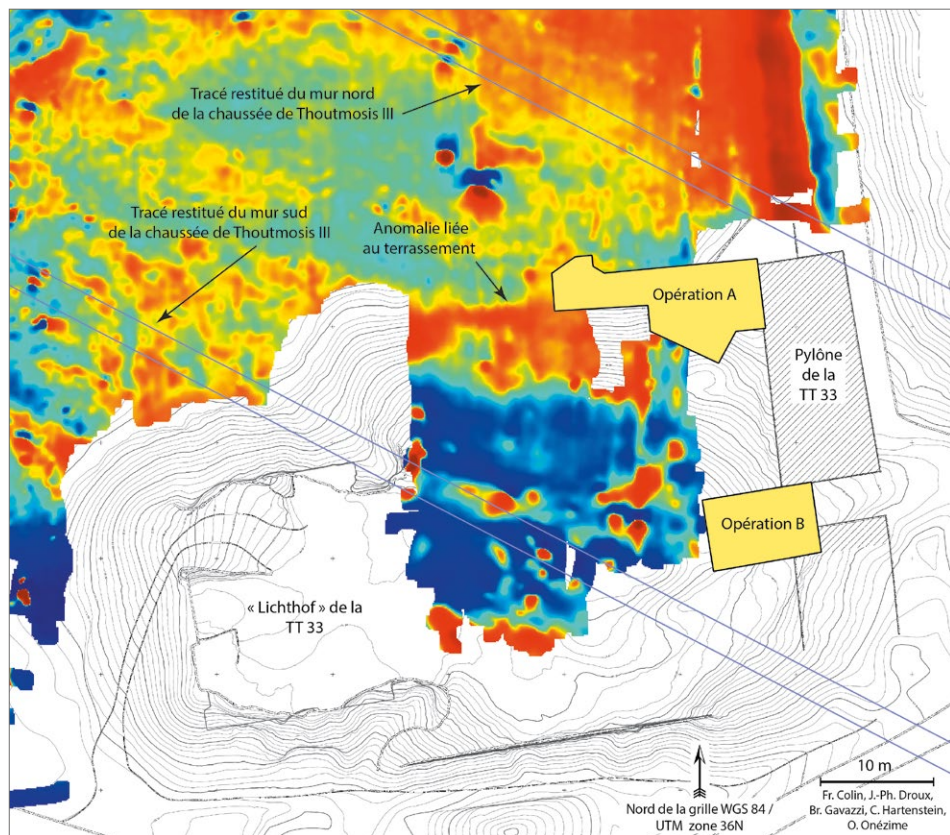 Tracé restitué du mur nord
de la chaussée de Thoutmosis III
Tracé restitué du mur sud
de la chaussée de Thoutmosis III
Anomalie liée
au terrassement
Opération A
Pylône
de la
TT 33
Opération B
« Lichthof » de la
TT 33
10 m
Nord de la grille WGS 84 /
UTM zone 36N
Fr. Colin, J.-Ph. Droux,
Br. Gavazzi, C. Hartenstein,
O. Onézime